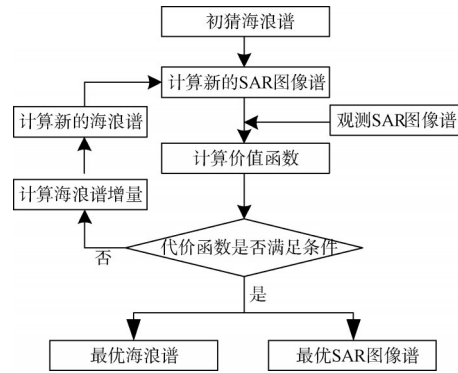 初猜海浪谱
计算新的SAR图像谱
计算新的海浪谱
观测SAR图像谱
计算价值函数
计算海浪谱增量
代价函数是否满足条件
否
是
最优海浪谱
最优SAR图像谱